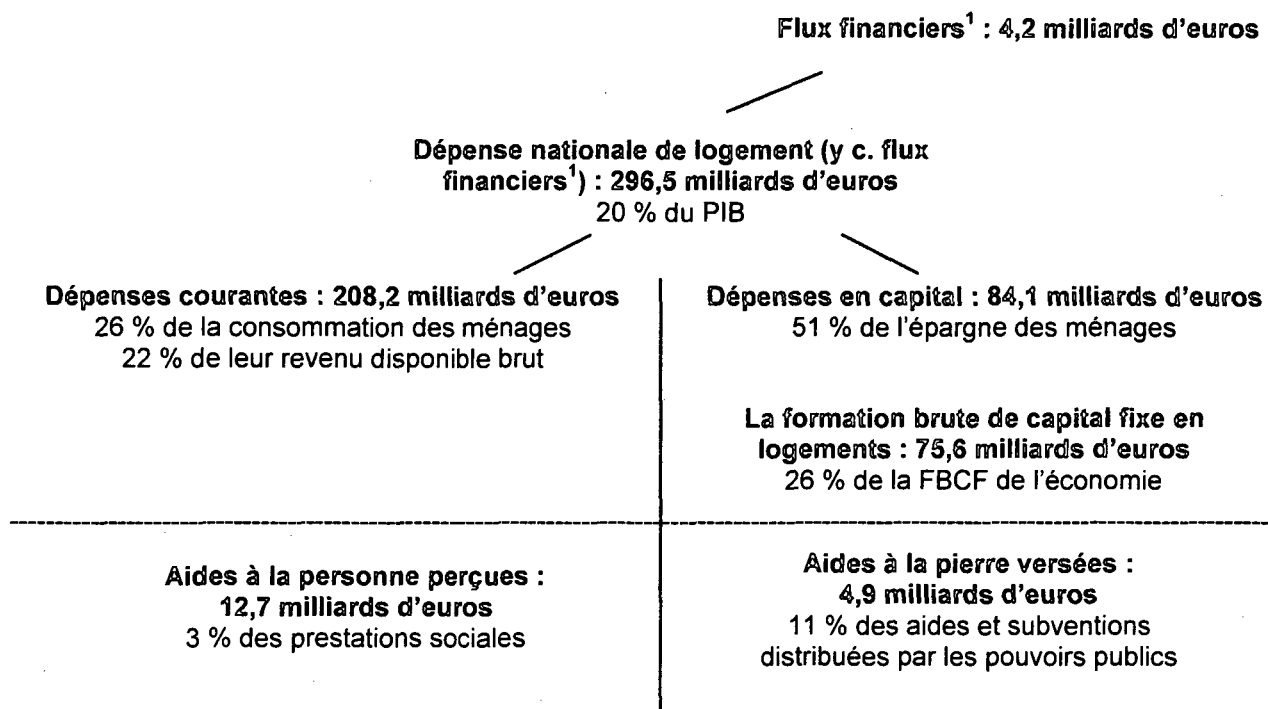 Flux financiers¹ : 4,2 milliards d'euros
Dépense nationale de logement (y c. flux
financiers¹) : 296,5 milliards d'euros
20 % du PIB
Dépenses courantes : 208,2 milliards d'euros
26 % de la consommation des ménages
22 % de leur revenu disponible brut
Dépenses en capital : 84,1 milliards d'euros
51 % de l'épargne des ménages
La formation brute de capital fixe en
logements : 75,6 milliards d'euros
26 % de la FBCF de l'économie
Aides à la personne perçues :
12,7 milliards d'euros
3 % des prestations sociales
Aides à la pierre versées :
4,9 milliards d'euros
11 % des aides et subventions
distribuées par les pouvoirs publics